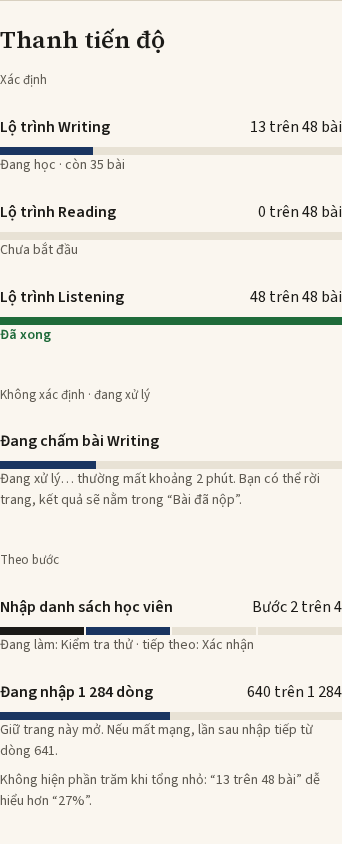 Thanh tiến độ
Xác định
Lộ trình Writing 13 trên 48 bài
Đang học · còn 35 bài
Lộ trình Reading 0 trên 48 bài
Chưa bắt đầu
Lộ trình Listening 48 trên 48 bài
Đã xong
Không xác định · đang xử lý
Đang chấm bài Writing
Đang xử lý… thường mất khoảng 2 phút. Bạn có thể rời
trang, kết quả sẽ nằm trong “Bài đã nộp”.
Theo bước
Nhập danh sách học viên Bước 2 trên 4
Đang làm: Kiểm tra thử · tiếp theo: Xác nhận
Đang nhập 1 284 dòng 640 trên 1 284
Giữ trang này mở. Nếu mất mạng, lần sau nhập tiếp từ
dòng 641.
Không hiện phần trăm khi tổng nhỏ: “13 trên 48 bài” dễ
hiểu hơn “27%”.